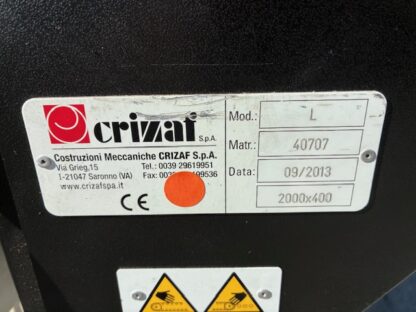 crizaf
S.p.A.
Costruzioni Meccaniche CRIZAF S.p.A.
Via Grieg,15 Tel.: 0039 29619951
I-21047 Saronno (VA) Fax:
www.crizafspa.it
CE
Mod.: L
Matr.: 40707
Data: 09/2013
2000x400